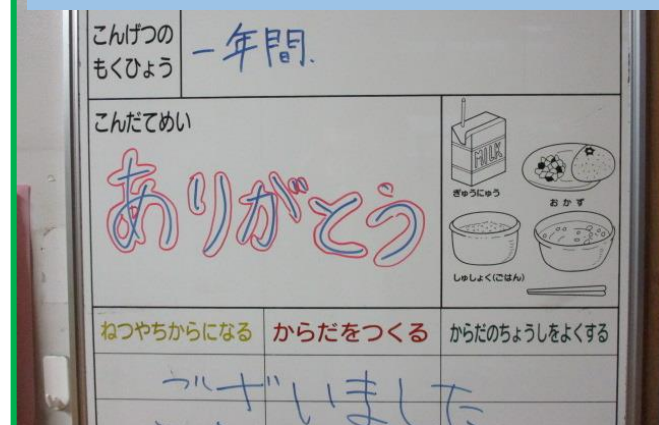 こんげつの
もくひょう
一年間.
こんだてめい
ありがとう
MILK
ぎゅうにゅう
おかず
しゅしょく(ごはん)
ねつやちからになる
からだをつくる
からだのちょうしをよくする
ございました